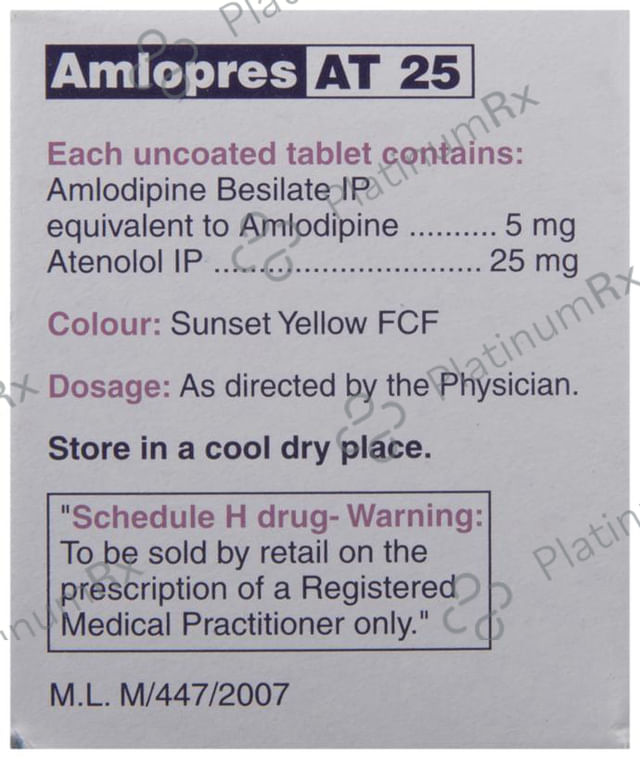 Amlopres AT 25
Each uncoated tablet contains:
Amlodipine Besilate IP
equivalent to Amlodipine .......... 5 mg
Atenolol IP ................................ 25 mg
Colour: Sunset Yellow FCF
Dosage: As directed by the Physician.
Store in a cool dry place.
"Schedule H drug- Warning:
To be sold by retail on the
prescription of a Registered
Medical Practitioner only."
M.L. M/447/2007
PlatinumRx
PlatinumRx